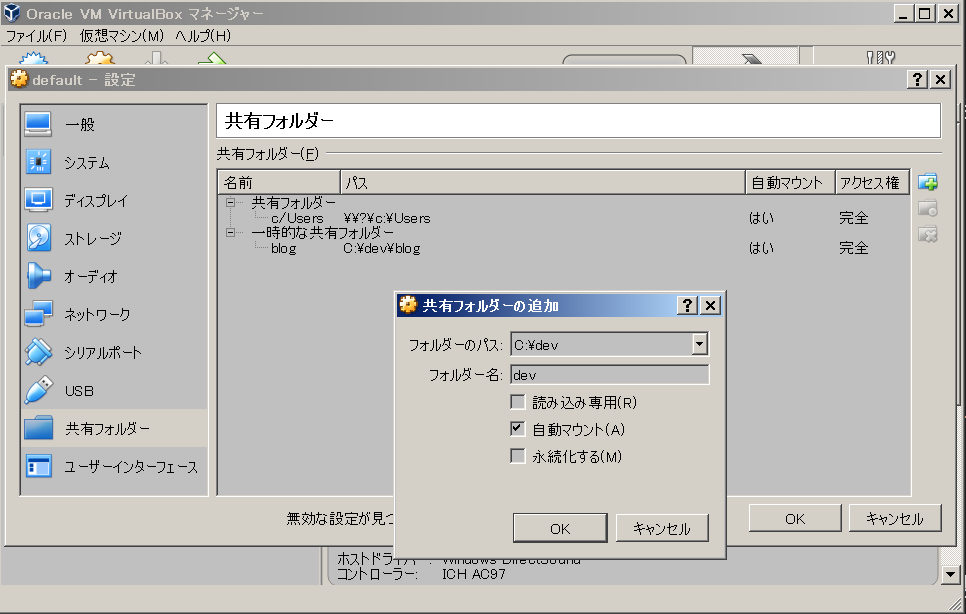 Oracle VM VirtualBox マネージャー
ファイル(F) 仮想マシン(M) ヘルプ(H)
default - 設定
一般
システム
ディスプレイ
ストレージ
オーディオ
ネットワーク
シリアルポート
USB
共有フォルダー
ユーザーインターフェース
共有フォルダー
共有フォルダー(F)
名前 パス 自動マウント アクセス権
共有フォルダー
c/Users ¥¥?¥c:¥Users はい 完全
一時的な共有フォルダー
blog C:¥dev¥blog はい 完全
共有フォルダーの追加
フォルダーのパス: C:¥dev
フォルダー名: dev
読み込み専用(R)
自動マウント(A)
永続化する(M)
OK キャンセル
無効な設定が見つ
OK キャンセル
ホストドライバー: Windows DirectSound
コントローラー: ICH AC97